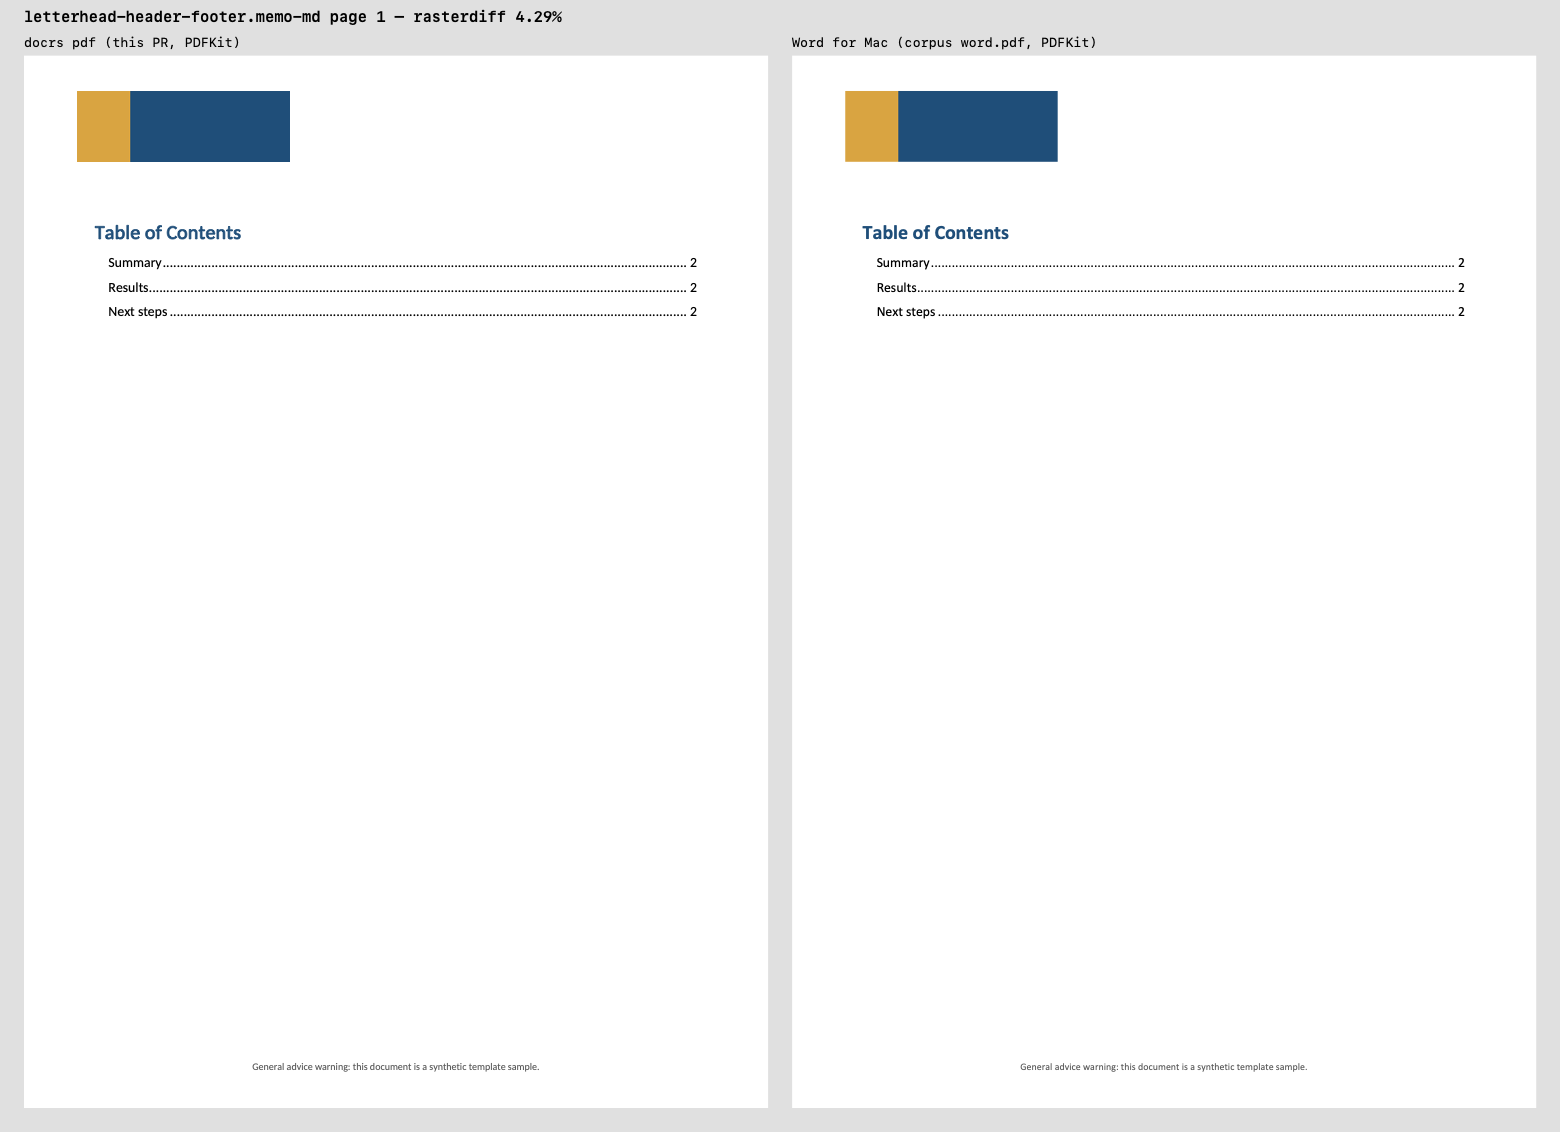 letterhead-header-footer.memo-md page 1 — rasterdiff 4.29%
docrs pdf (this PR, PDFKit)
Table of Contents
Summary.................................................................................................................................................... 2
Results........................................................................................................................................................ 2
Next steps .................................................................................................................................................. 2
General advice warning: this document is a synthetic template sample.
Word for Mac (corpus word.pdf, PDFKit)
Table of Contents
Summary.................................................................................................................................................... 2
Results........................................................................................................................................................ 2
Next steps .................................................................................................................................................. 2
General advice warning: this document is a synthetic template sample.